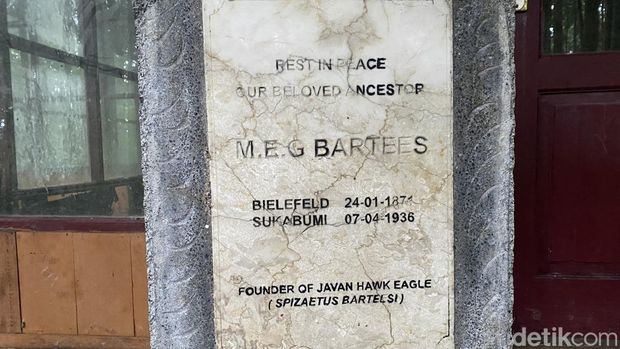 REST IN PEACE
OUR BELOVED ANCESTOR
M.E.G BARTEES
BIELEFELD 24-01-1871
SUKABUMI 07-04-1936
FOUNDER OF JAVAN HAWK EAGLE
( SPIZAETUS BARTELSI )
detikcom